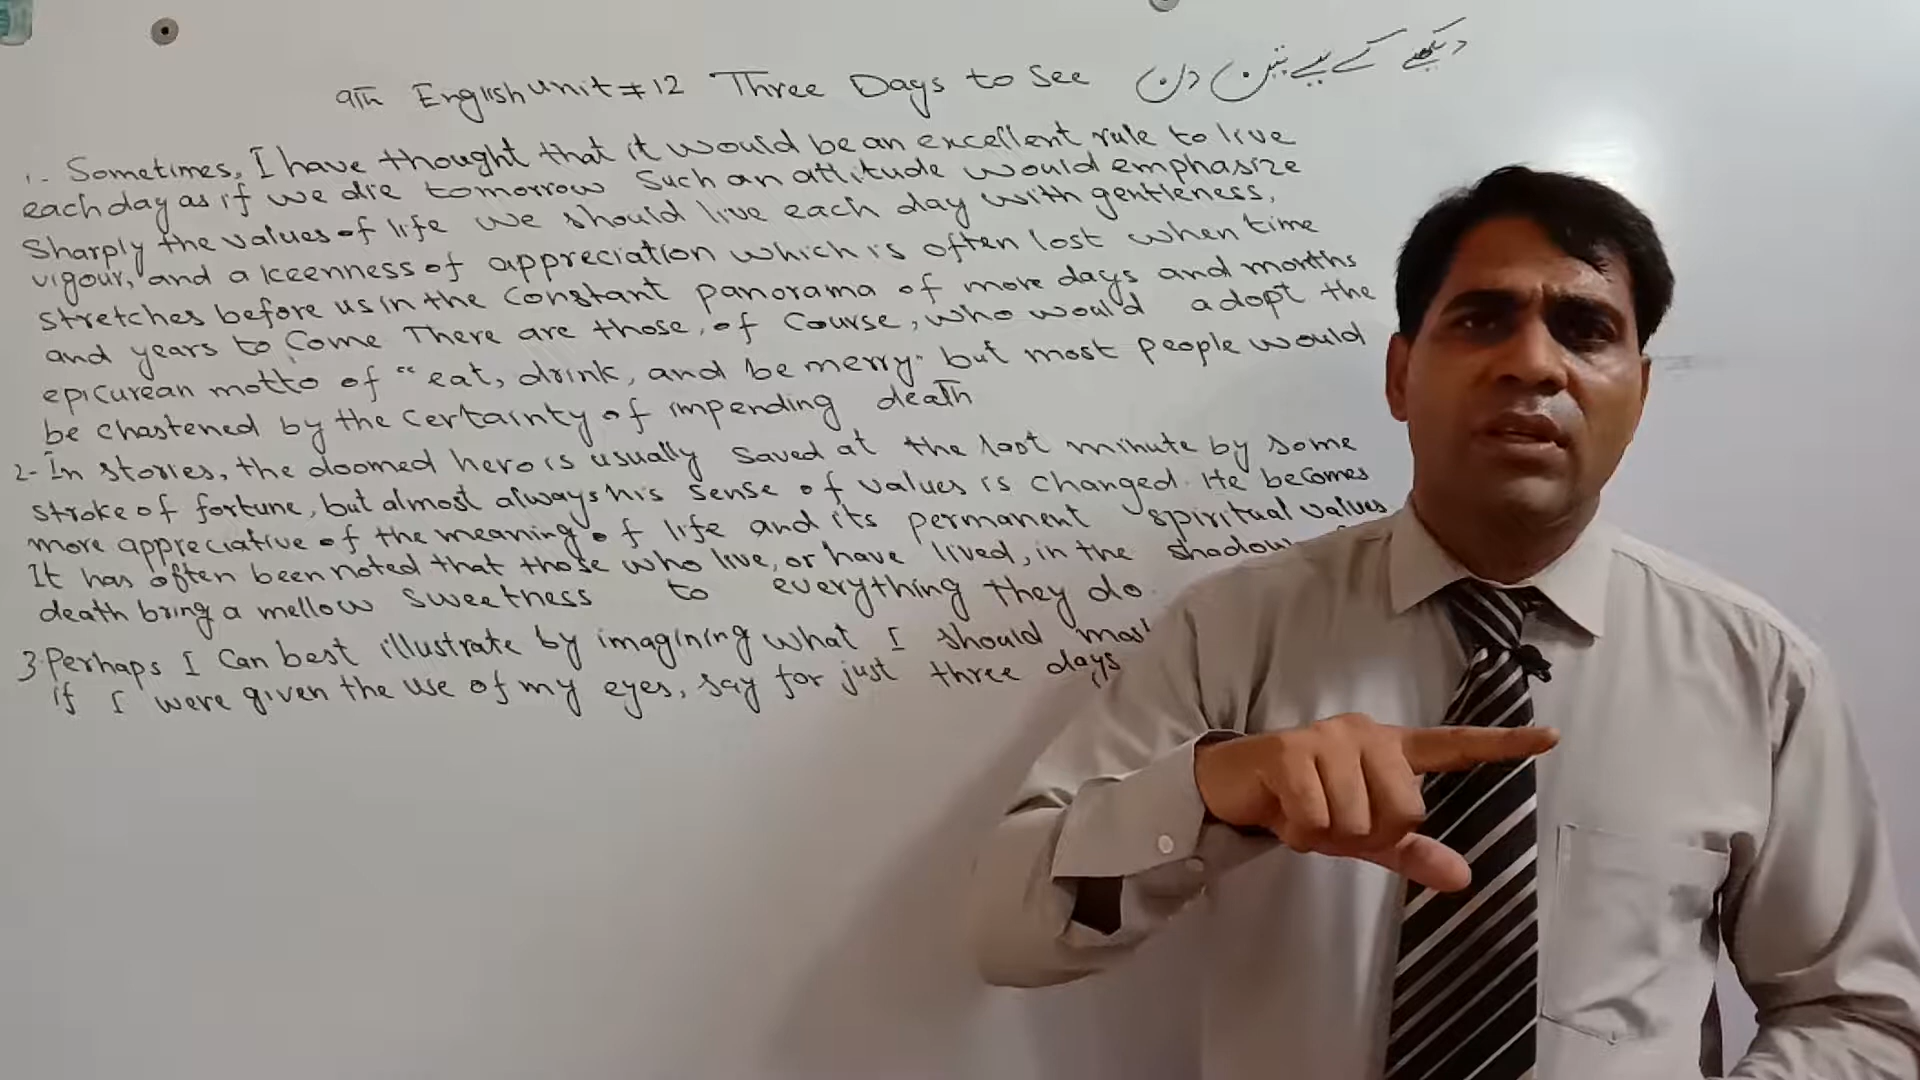 9Th English Unit # 12 Three Days to See دیکھنے کے لیے تین دن
1- Sometimes, I have thought that it would be an excellent rule to live
each day as if we die tomorrow Such an attitude would emphasize
Sharply the values of life we should live each day with gentleness,
vigour, and a keenness of appreciation which is often lost when time
stretches before us in the Constant panorama of more days and months
and years to Come There are those, of Course, who would adopt the
epicurean motto of "eat, drink, and be merry" but most people would
be chastened by the certainty of impending death
2- In stories, the doomed hero is usually saved at the last minute by some
stroke of fortune, but almost always his sense of values is changed. He becomes
more appreciative of the meaning of life and its permanent spiritual values
It has often been noted that those who live, or have lived, in the shadow
death bring a mellow sweetness to everything they do.
3. Perhaps I Can best illustrate by imagining what I should
if I were given the use of my eyes, say for just three days